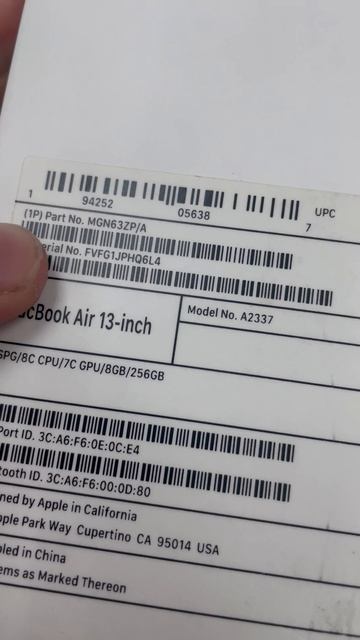 1 94252 05638 7 UPC
(1P) Part No. MGN63ZP/A
erial No. FVFG1JPHQ6L4
acBook Air 13-inch
Model No. A2337
SPG/8C CPU/7C GPU/8GB/256GB
Port ID. 3C:A6:F6:0E:0C:E4
tooth ID. 3C:A6:F6:00:0D:80
ned by Apple in California
pple Park Way Cupertino CA 95014 USA
bled in China
ems as Marked Thereon